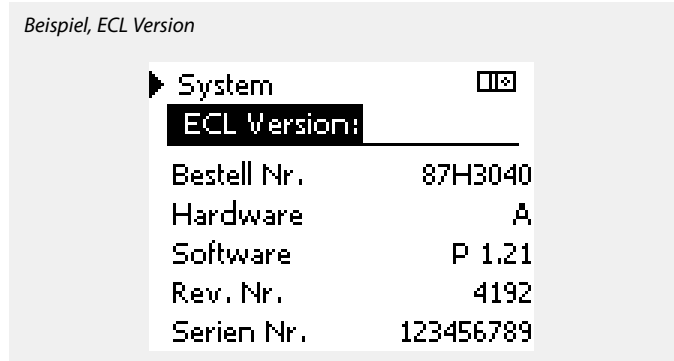 Beispiel, ECL Version
System
ECL Version:
Bestell Nr. 87H3040
Hardware A
Software P 1.21
Rev. Nr. 4192
Serien Nr. 123456789